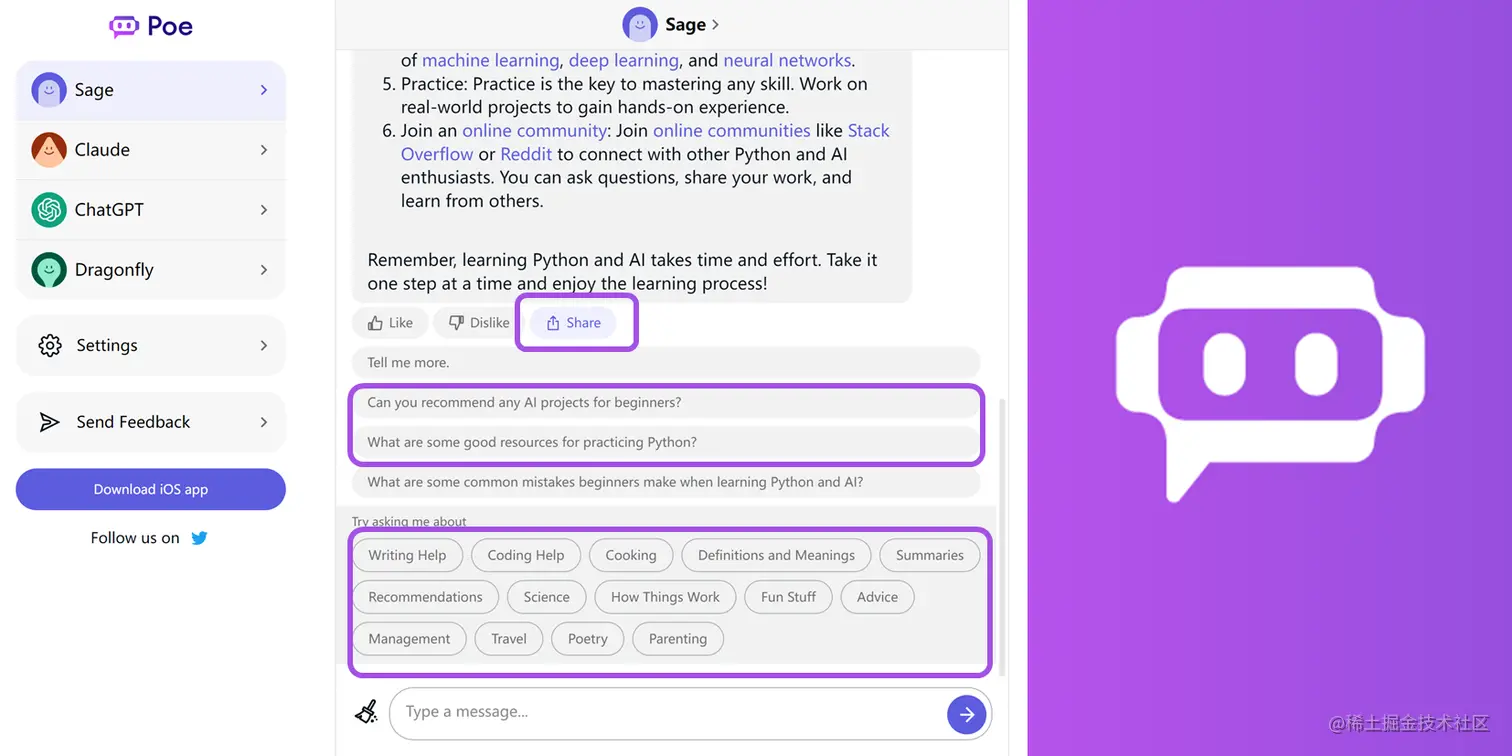 Poe
Sage
Claude
ChatGPT
Dragonfly
Settings
Send Feedback
Download iOS app
Follow us on
Sage
of machine learning, deep learning, and neural networks.
5. Practice: Practice is the key to mastering any skill. Work on
real-world projects to gain hands-on experience.
6. Join an online community: Join online communities like Stack
Overflow or Reddit to connect with other Python and AI
enthusiasts. You can ask questions, share your work, and
learn from others.
Remember, learning Python and AI takes time and effort. Take it
one step at a time and enjoy the learning process!
Like Dislike Share
Tell me more.
Can you recommend any AI projects for beginners?
What are some good resources for practicing Python?
What are some common mistakes beginners make when learning Python and AI?
Try asking me about
Writing Help Coding Help Cooking Definitions and Meanings Summaries
Recommendations Science How Things Work Fun Stuff Advice
Management Travel Poetry Parenting
Type a message...
@稀土掘金技术社区